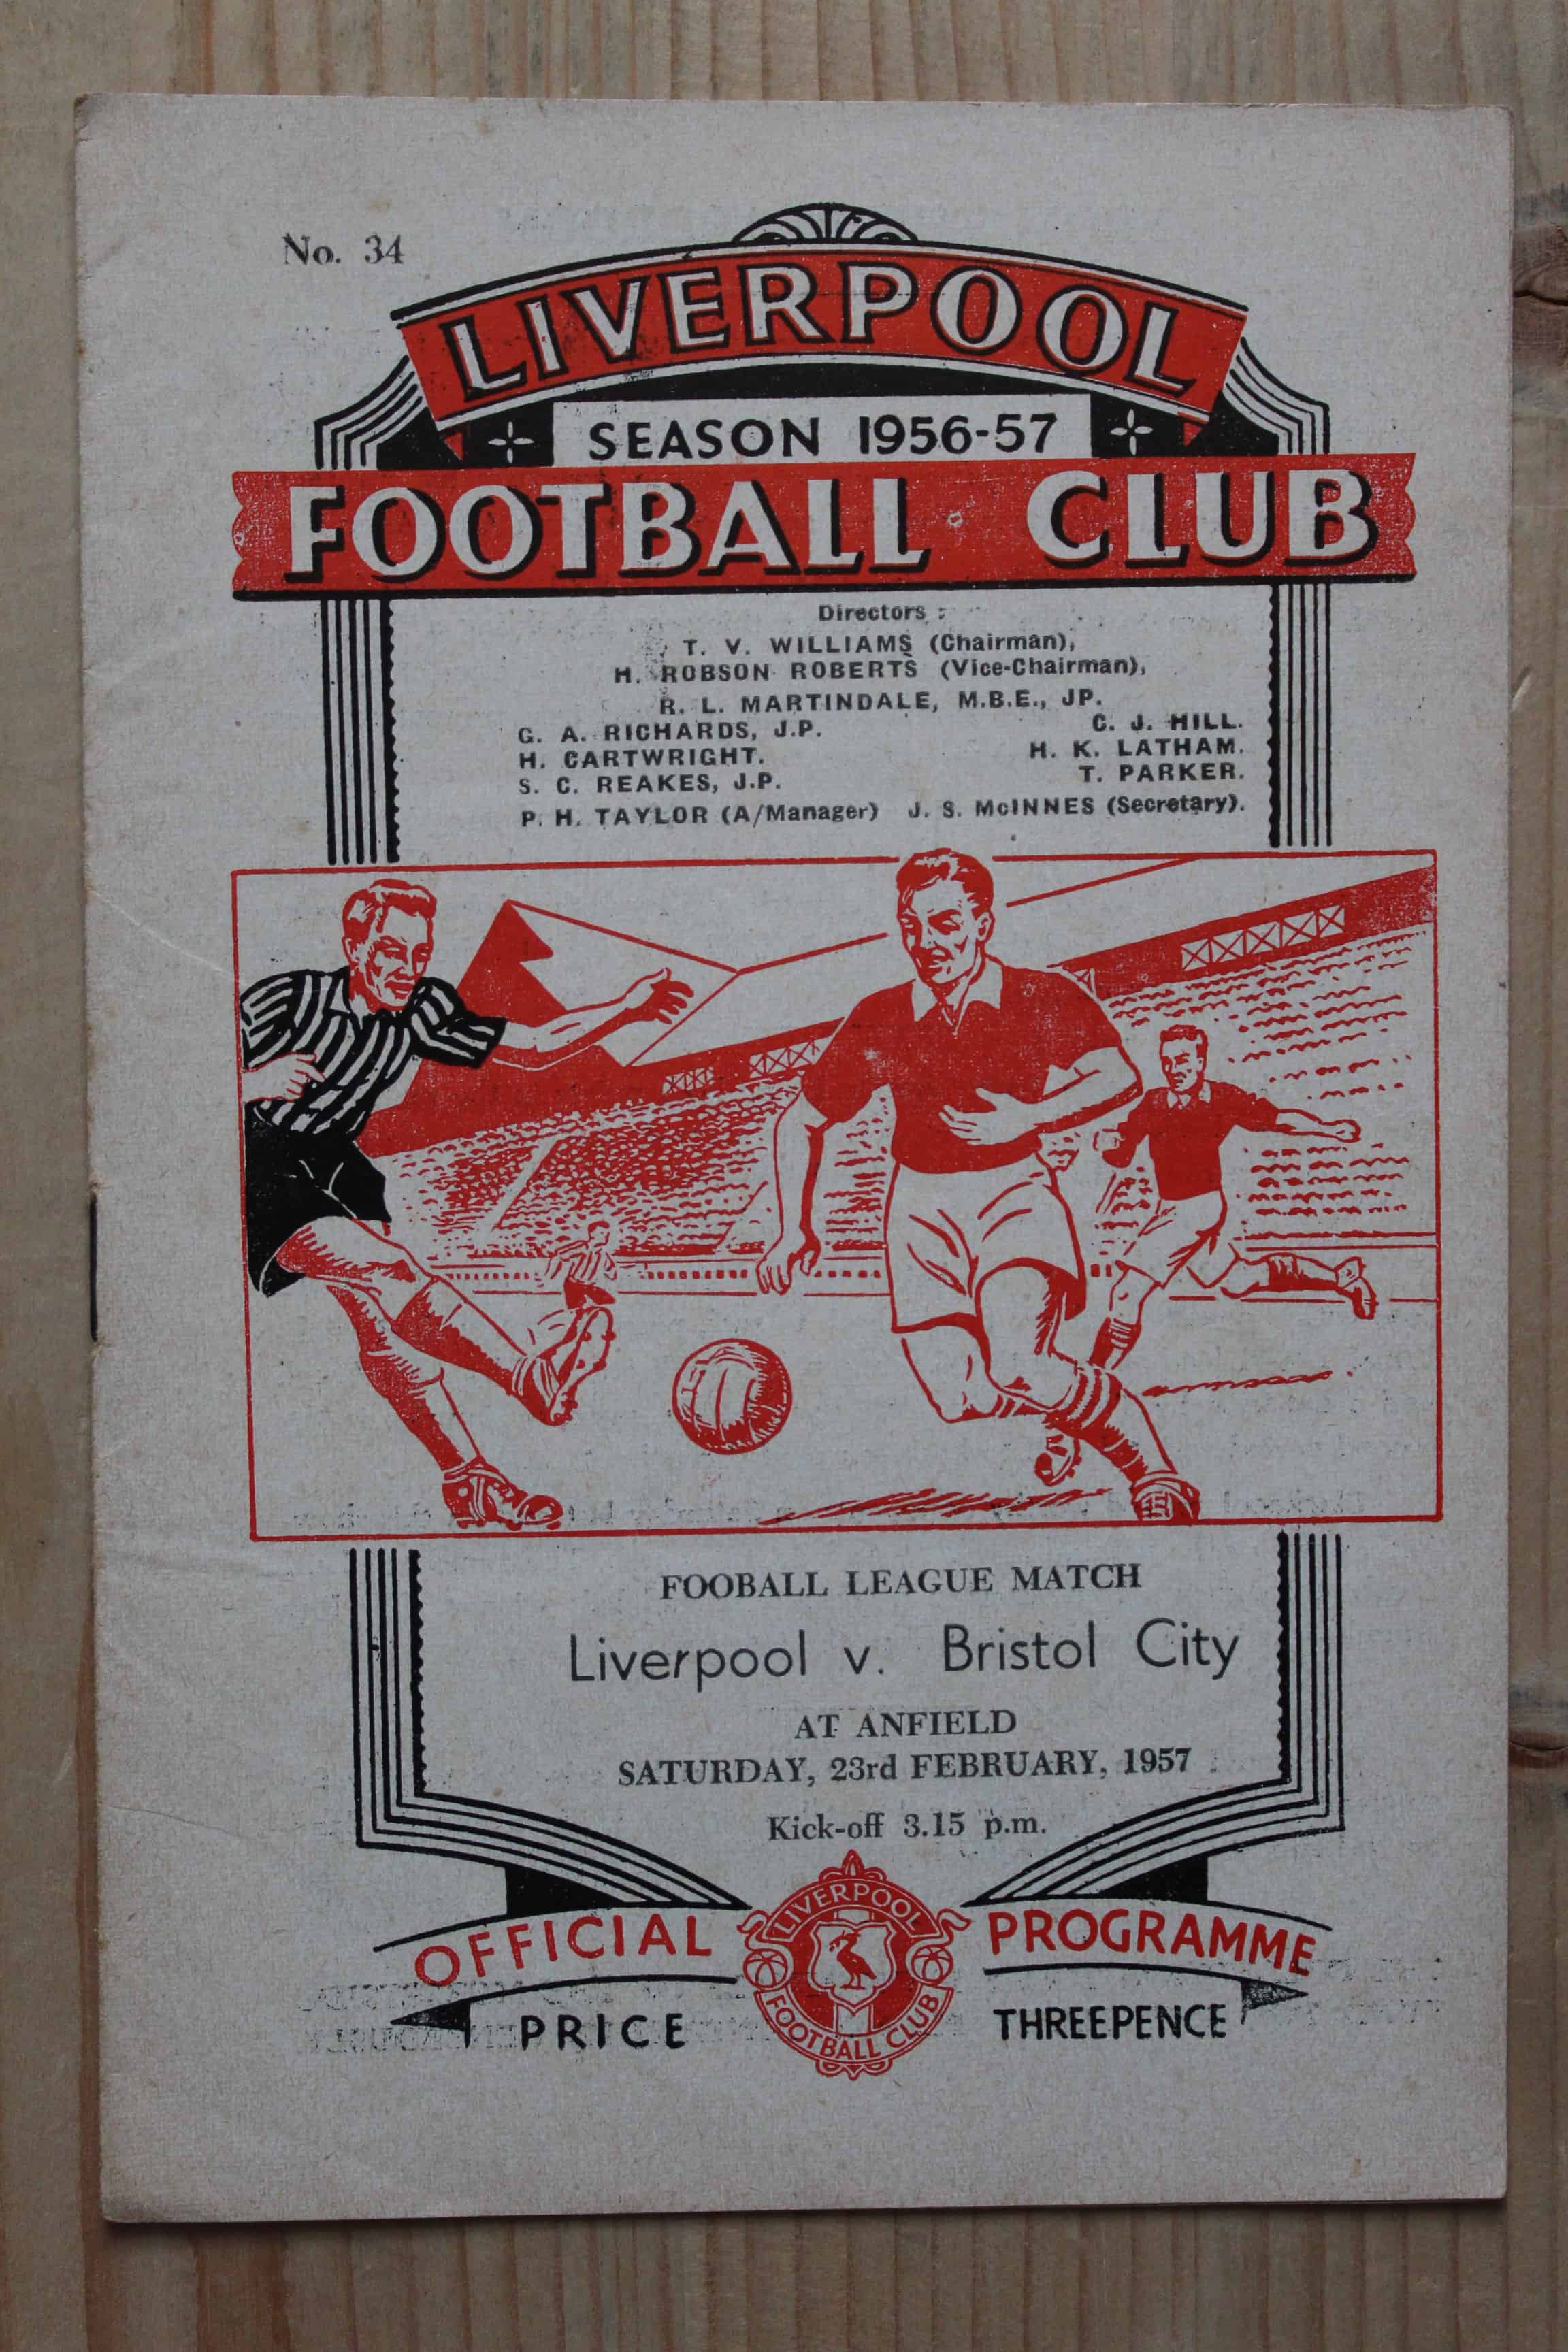 No. 34
LIVERPOOL
SEASON 1956-57
FOOTBALL CLUB
Directors :
T. V. WILLIAMS (Chairman),
H. ROBSON ROBERTS (Vice-Chairman),
R. L. MARTINDALE, M.B.E., JP.
G. A. RICHARDS, J.P. C. J. HILL.
H. CARTWRIGHT. H. K. LATHAM.
S. C. REAKES, J.P. T. PARKER.
P. H. TAYLOR (A/Manager) J. S. McINNES (Secretary).
FOOBALL LEAGUE MATCH
Liverpool v. Bristol City
AT ANFIELD
SATURDAY, 23rd FEBRUARY, 1957
Kick-off 3.15 p.m.
OFFICIAL PROGRAMME
LIVERPOOL
FOOTBALL CLUB
PRICE THREEPENCE